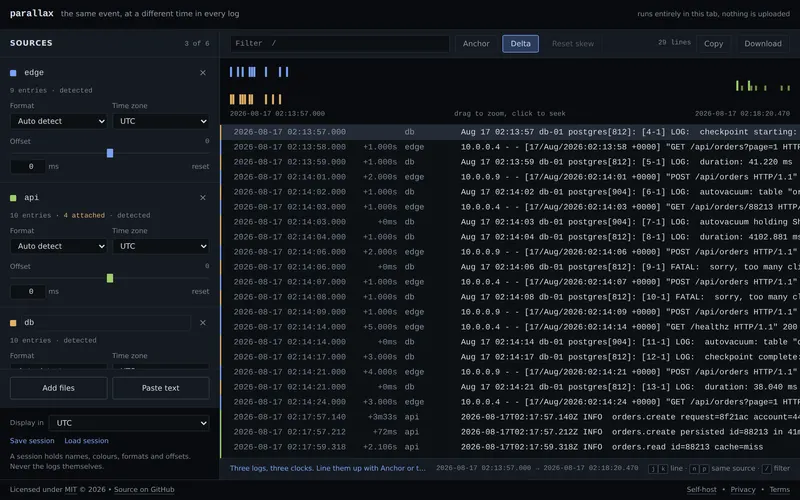 parallax the same event, at a different time in every log
runs entirely in this tab, nothing is uploaded
SOURCES 3 of 6
edge ×
9 entries · detected
Format Time zone
Auto detect UTC
Offset 0
0 ms reset
api ×
10 entries · 4 attached · detected
Format Time zone
Auto detect UTC
Offset 0
0 ms reset
db ×
10 entries · detected
Format Time zone
Add files Paste text
Display in UTC
Save session Load session
A session holds names, colours, formats and offsets.
Never the logs themselves.
Filter / Anchor Delta Reset skew 29 lines Copy Download
2026-08-17 02:13:57.000 drag to zoom, click to seek 2026-08-17 02:18:20.470
2026-08-17 02:13:57.000 db Aug 17 02:13:57 db-01 postgres[812]: [4-1] LOG: checkpoint starting:
2026-08-17 02:13:58.000 +1.000s edge 10.0.0.4 - - [17/Aug/2026:02:13:58 +0000] "GET /api/orders?page=1 HTTP
2026-08-17 02:13:59.000 +1.000s db Aug 17 02:13:59 db-01 postgres[812]: [5-1] LOG: duration: 41.220 ms
2026-08-17 02:14:01.000 +2.000s edge 10.0.0.9 - - [17/Aug/2026:02:14:01 +0000] "POST /api/orders HTTP/1.1"
2026-08-17 02:14:02.000 +1.000s db Aug 17 02:14:02 db-01 postgres[904]: [6-1] LOG: autovacuum: table "or
2026-08-17 02:14:03.000 +1.000s edge 10.0.0.4 - - [17/Aug/2026:02:14:03 +0000] "GET /api/orders/88213 HTTP
2026-08-17 02:14:03.000 +0ms db Aug 17 02:14:03 db-01 postgres[904]: [7-1] LOG: autovacuum holding Sh
2026-08-17 02:14:04.000 +1.000s db Aug 17 02:14:04 db-01 postgres[812]: [8-1] LOG: duration: 4102.881 ms
2026-08-17 02:14:06.000 +2.000s edge 10.0.0.9 - - [17/Aug/2026:02:14:06 +0000] "POST /api/orders HTTP/1.1"
2026-08-17 02:14:06.000 +0ms db Aug 17 02:14:06 db-01 postgres[812]: [9-1] FATAL: sorry, too many cli
2026-08-17 02:14:07.000 +1.000s edge 10.0.0.4 - - [17/Aug/2026:02:14:07 +0000] "GET /api/orders HTTP/1.1"
2026-08-17 02:14:08.000 +1.000s db Aug 17 02:14:08 db-01 postgres[812]: [10-1] FATAL: sorry, too many
2026-08-17 02:14:09.000 +1.000s edge 10.0.0.9 - - [17/Aug/2026:02:14:09 +0000] "POST /api/orders HTTP/1.1"
2026-08-17 02:14:14.000 +5.000s edge 10.0.0.4 - - [17/Aug/2026:02:14:14 +0000] "GET /healthz HTTP/1.1" 200
2026-08-17 02:14:14.000 +0ms db Aug 17 02:14:14 db-01 postgres[904]: [11-1] LOG: autovacuum: table "o
2026-08-17 02:14:17.000 +3.000s db Aug 17 02:14:17 db-01 postgres[812]: [12-1] LOG: checkpoint complete:
2026-08-17 02:14:21.000 +4.000s edge 10.0.0.9 - - [17/Aug/2026:02:14:21 +0000] "POST /api/orders HTTP/1.1"
2026-08-17 02:14:21.000 +0ms db Aug 17 02:14:21 db-01 postgres[812]: [13-1] LOG: duration: 38.040 ms
2026-08-17 02:14:24.000 +3.000s edge 10.0.0.4 - - [17/Aug/2026:02:14:24 +0000] "GET /api/orders?page=2 HTTP
2026-08-17 02:17:57.140 +3m33s api 2026-08-17T02:17:57.140Z INFO orders.create request=8f21ac account=44
2026-08-17 02:17:57.212 +72ms api 2026-08-17T02:17:57.212Z INFO orders.create persisted id=88213 in 41m
2026-08-17 02:17:59.318 +2.106s api 2026-08-17T02:17:59.318Z INFO orders.read id=88213 cache=miss
Three logs, three clocks. Line them up with Anchor or t… 2026-08-17 02:13:57.000 – 2026-08-17 02:18:20.470 j k line · n p same source · / filter
Licensed under MIT © 2026 • Source on GitHub
Self-host • Privacy • Terms